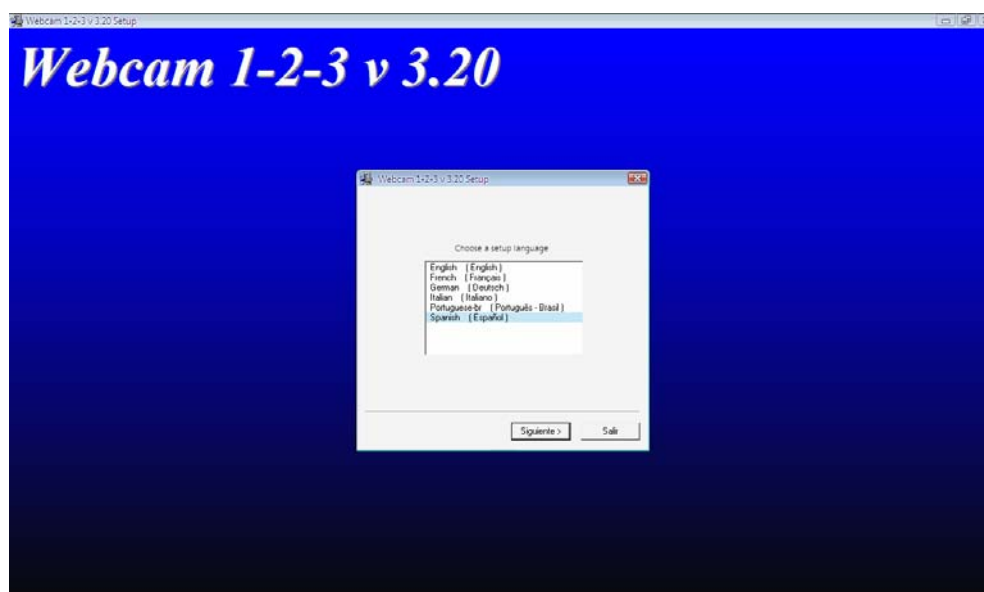 Webcam 1-2-3 v 3.20 Setup
Webcam 1-2-3 v 3.20
Webcam 1-2-3 v 3.20 Setup
Choose a setup language
English ( English )
French ( Français )
German ( Deutsch )
Italian ( Italiano )
Portuguese-br ( Português - Brasil )
Spanish ( Español )
Siguiente > Salir